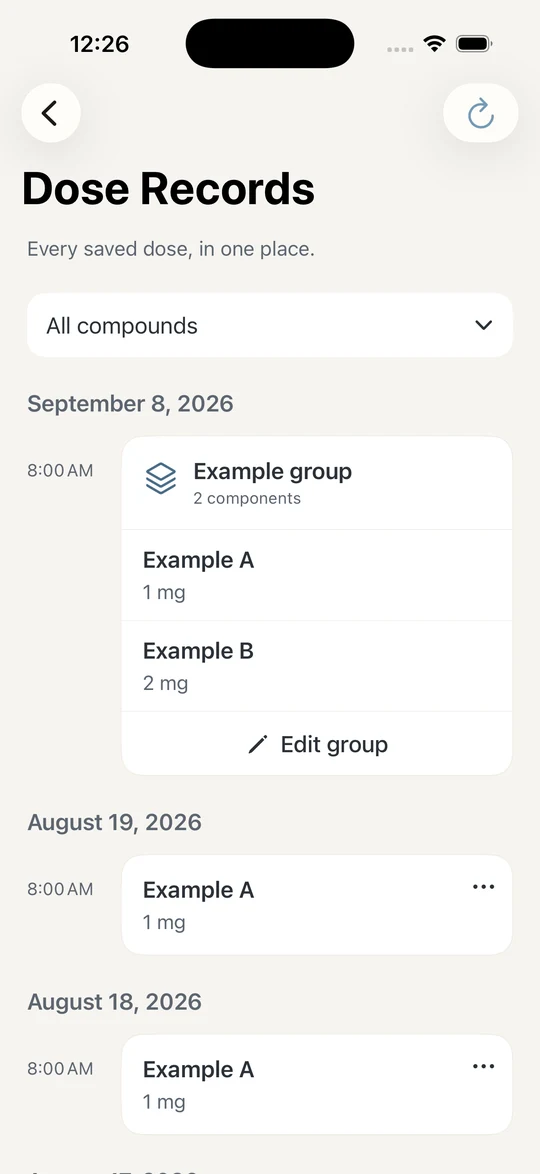 12:26
Dose Records
Every saved dose, in one place.
All compounds
September 8, 2026
8:00 AM
Example group
2 components
Example A
1 mg
Example B
2 mg
Edit group
August 19, 2026
8:00 AM
Example A
1 mg
August 18, 2026
8:00 AM
Example A
1 mg